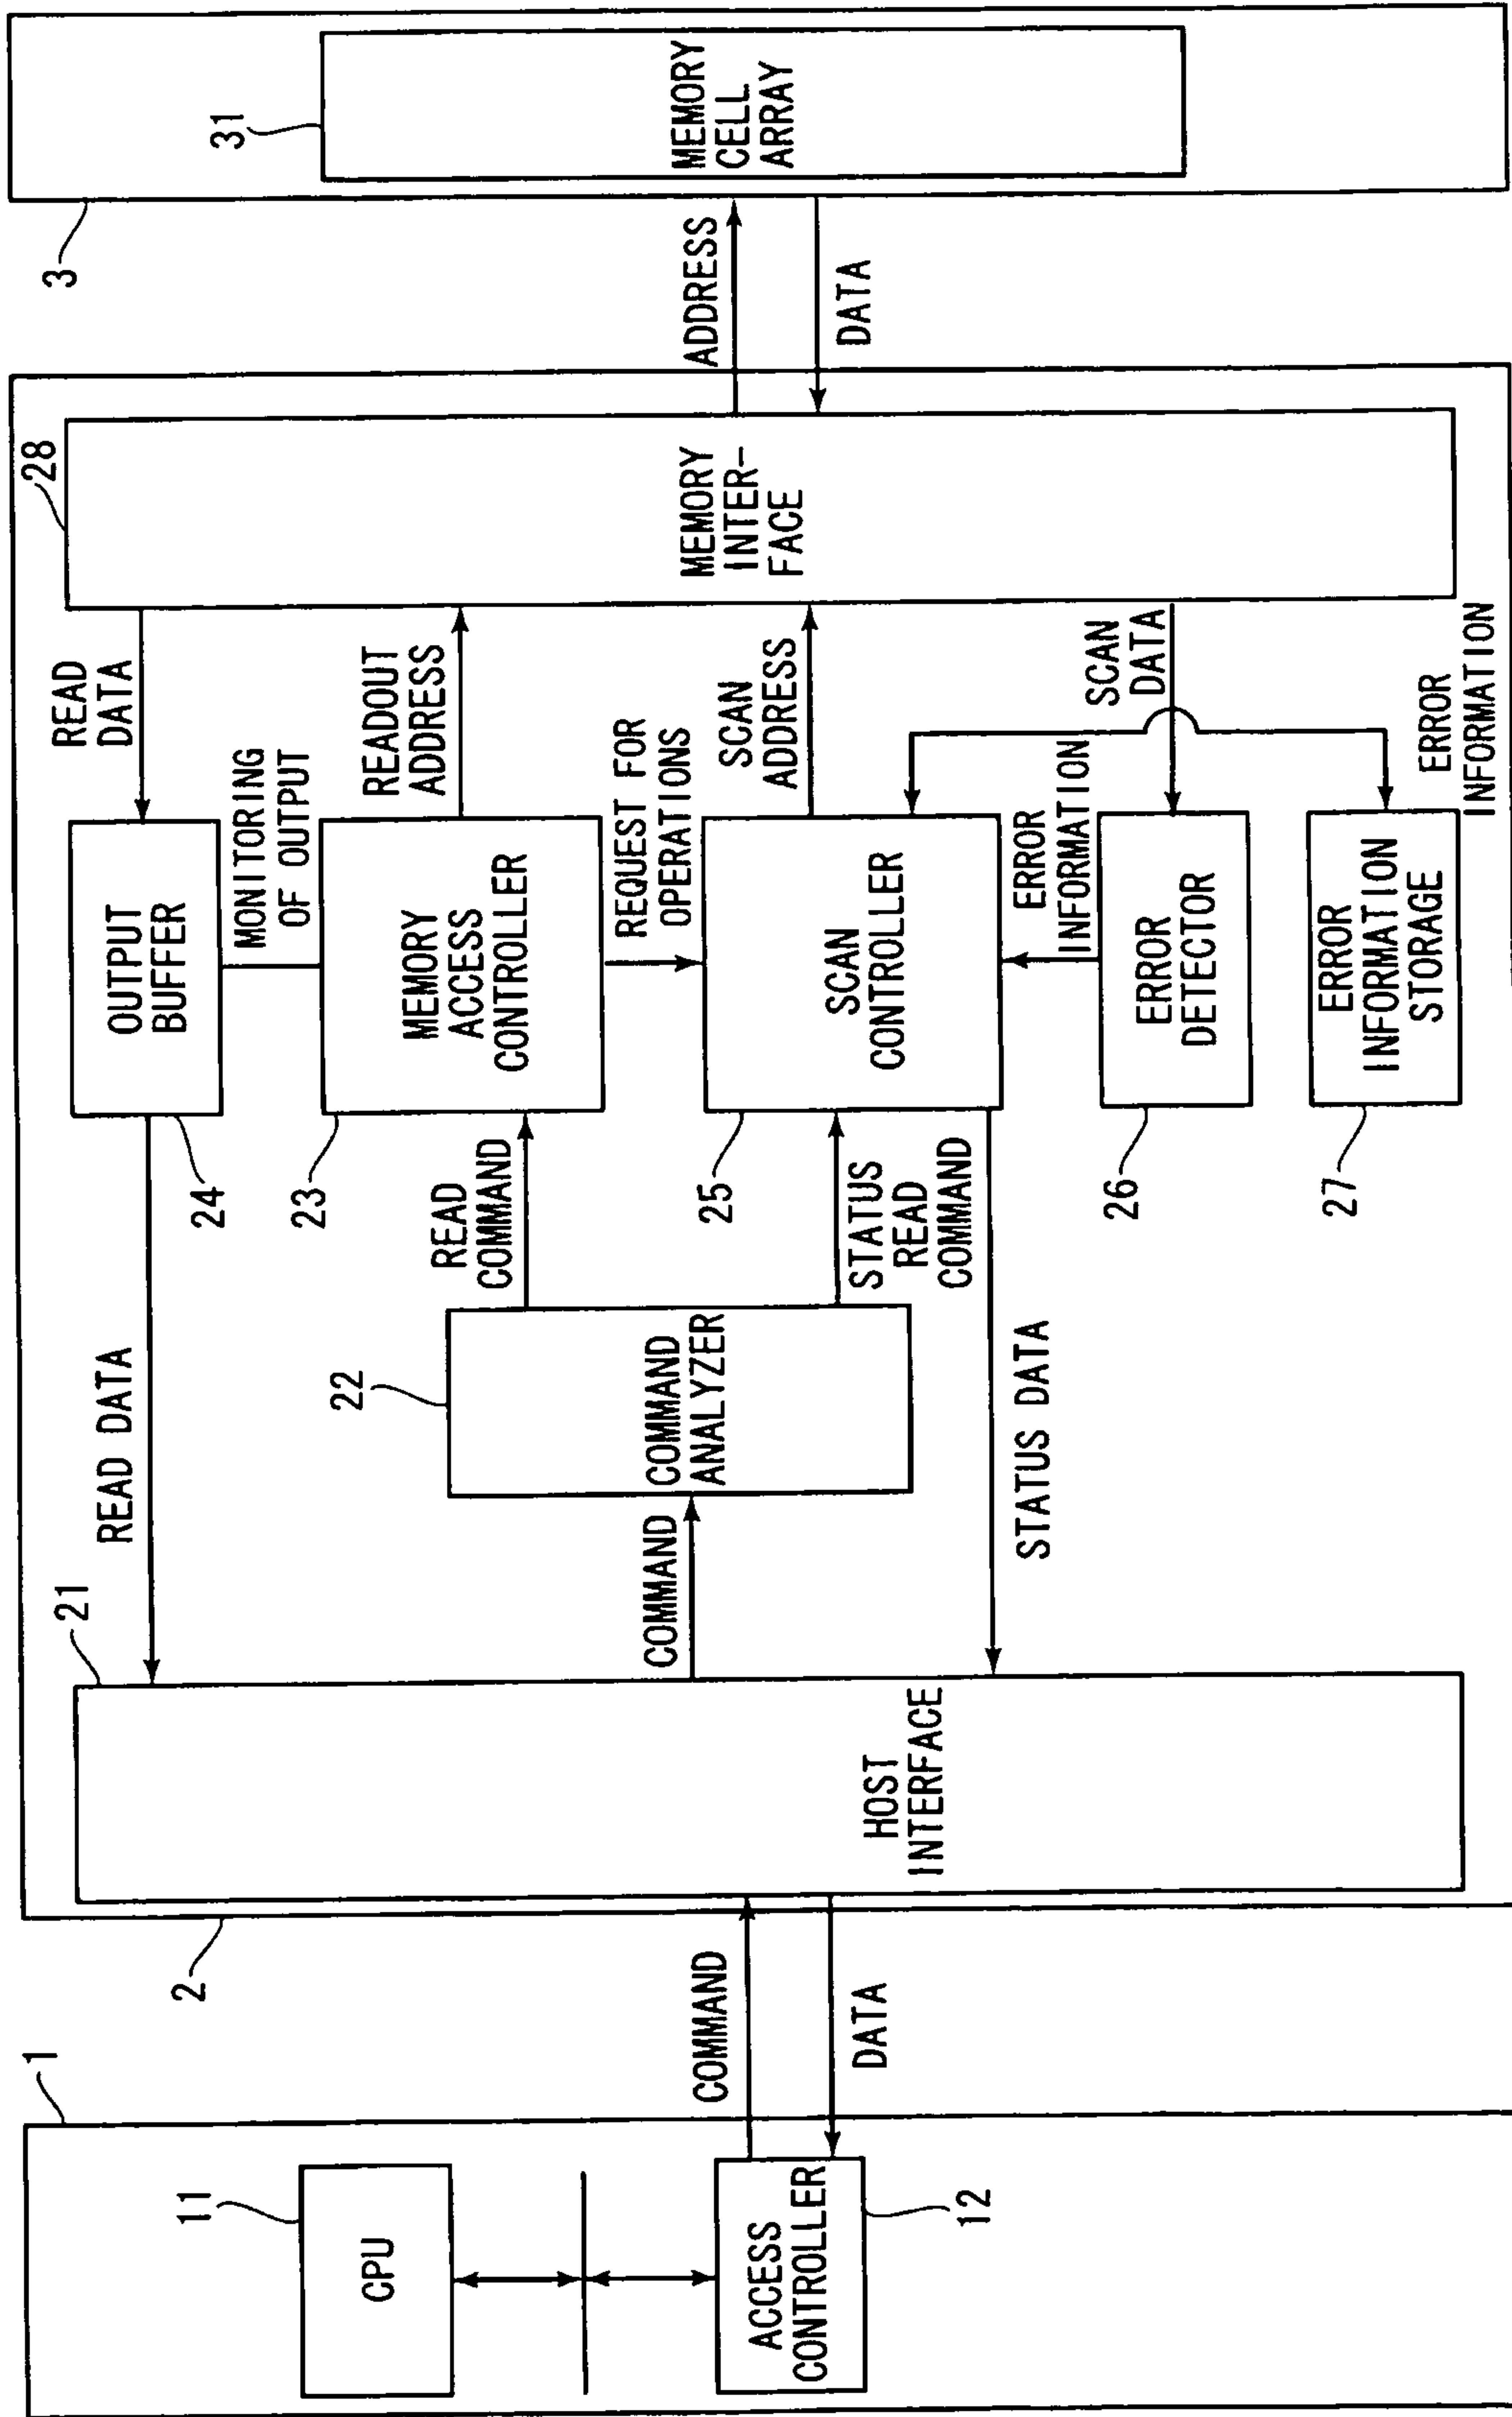 1
11
CPU
ACCESS
CONTROLLER
12
COMMAND
DATA
2
21
HOST
INTERFACE
READ DATA
COMMAND
STATUS DATA
22
COMMAND
ANALYZER
READ
COMMAND
STATUS
READ
COMMAND
24
OUTPUT
BUFFER
MONITORING
OF OUTPUT
23
MEMORY
ACCESS
CONTROLLER
REQUEST FOR
OPERATIONS
25
SCAN
CONTROLLER
ERROR
INFORMATION
26
ERROR
DETECTOR
27
ERROR
INFORMATION
STORAGE
READ
DATA
READOUT
ADDRESS
SCAN
ADDRESS
SCAN
DATA
ERROR
INFORMATION
28
MEMORY
INTER-
FACE
ADDRESS
DATA
3
31
MEMORY
CELL
ARRAY